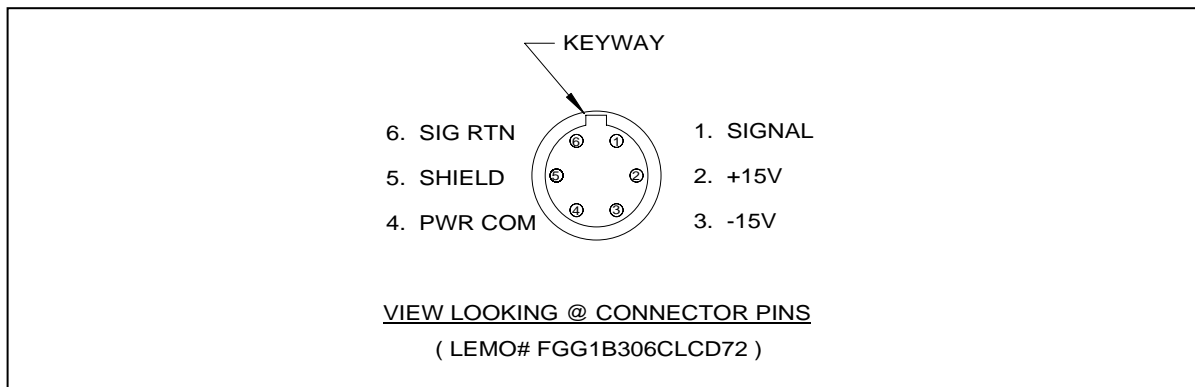 KEYWAY
6. SIG RTN
5. SHIELD
4. PWR COM
6
1
5
2
4
3
1. SIGNAL
2. +15V
3. -15V
VIEW LOOKING @ CONNECTOR PINS
( LEMO# FGG1B306CLCD72 )